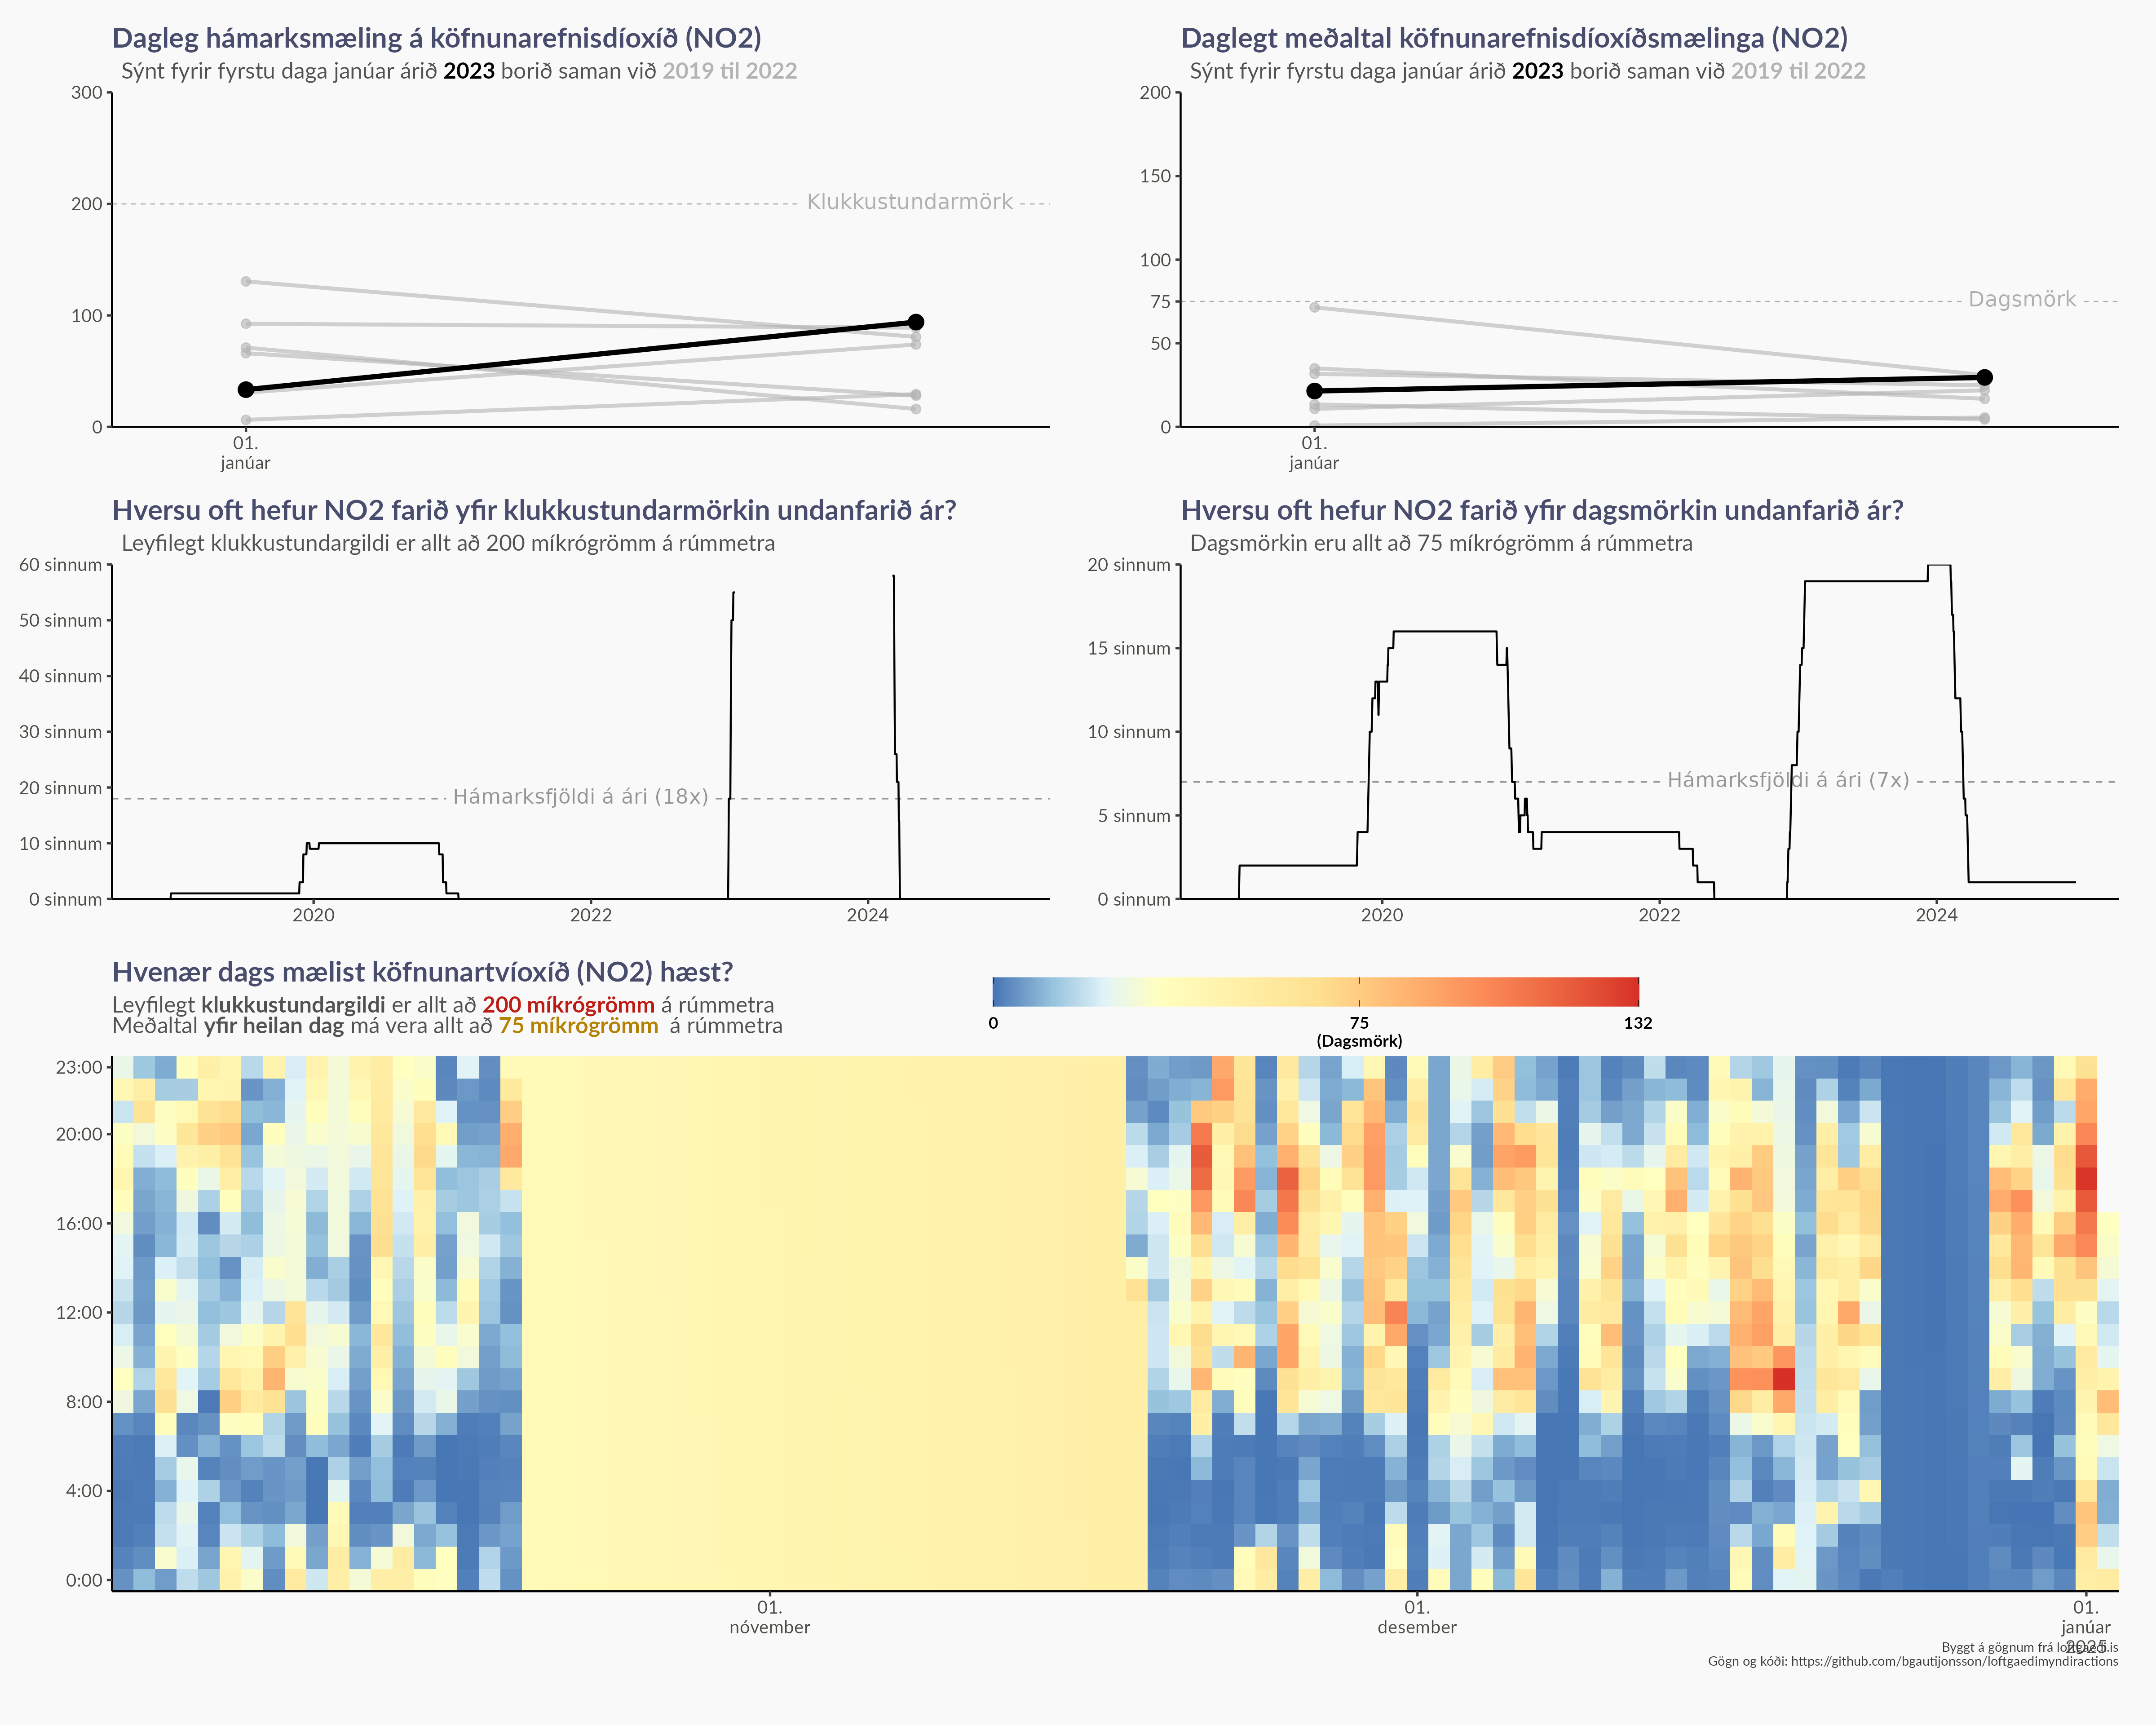 Dagleg hámarksmæling á köfnunarefnisdíoxíð (NO2)
Sýnt fyrir fyrstu daga janúar árið 2023 borið saman við 2019 til 2022
300
200
100
0
Klukkustundarmörk
01.
janúar
Daglegt meðaltal köfnunarefnisdíoxíðsmælinga (NO2)
Sýnt fyrir fyrstu daga janúar árið 2023 borið saman við 2019 til 2022
200
150
100
75
50
0
Dagsmörk
01.
janúar
Hversu oft hefur NO2 farið yfir klukkustundarmörkin undanfarið ár?
Leyfilegt klukkustundargildi er allt að 200 míkrógrömm á rúmmetra
60 sinnum
50 sinnum
40 sinnum
30 sinnum
20 sinnum
10 sinnum
0 sinnum
Hámarksfjöldi á ári (18x)
2020
2022
2024
Hversu oft hefur NO2 farið yfir dagsmörkin undanfarið ár?
Dagsmörkin eru allt að 75 míkrógrömm á rúmmetra
20 sinnum
15 sinnum
10 sinnum
5 sinnum
0 sinnum
Hámarksfjöldi á ári (7x)
2020
2022
2024
Hvenær dags mælist köfnunartvíoxíð (NO2) hæst?
Leyfilegt klukkustundargildi er allt að 200 míkrógrömm á rúmmetra
Meðaltal yfir heilan dag má vera allt að 75 míkrógrömm á rúmmetra
0
75
(Dagsmörk)
132
23:00
20:00
16:00
12:00
8:00
4:00
0:00
01.
nóvember
01.
desember
01.
janúar
2025
Byggt á gögnum frá loftgaedi.is
Gögn og kóði: https://github.com/bgautijonsson/loftgaedimyndiractions